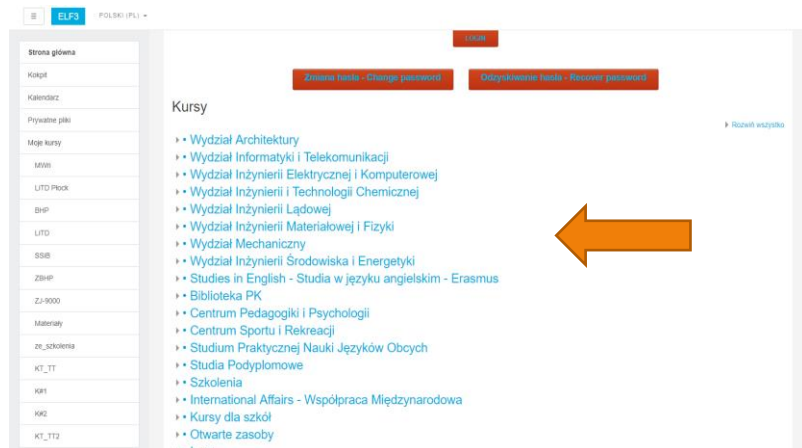 ≡ ELF3 POLSKI (PL)
LOGIN
Zmiana hasła - Change password
Odzyskiwanie hasła - Recover password
Strona główna
Kokpit
Kalendarz
Prywatne pliki
Moje kursy
MWn
LiTD Płock
BHP
LiTD
SSiB
ZBHP
ZJ-9000
Materiały
ze_szkolenia
KT_TT
K#1
K#2
KT_TT2
Kursy
Rozwiń wszystko
• Wydział Architektury
• Wydział Informatyki i Telekomunikacji
• Wydział Inżynierii Elektrycznej i Komputerowej
• Wydział Inżynierii i Technologii Chemicznej
• Wydział Inżynierii Lądowej
• Wydział Inżynierii Materiałowej i Fizyki
• Wydział Mechaniczny
• Wydział Inżynierii Środowiska i Energetyki
• Studies in English - Studia w języku angielskim - Erasmus
• Biblioteka PK
• Centrum Pedagogiki i Psychologii
• Centrum Sportu i Rekreacji
• Studium Praktycznej Nauki Języków Obcych
• Studia Podyplomowe
• Szkolenia
• International Affairs - Współpraca Międzynarodowa
• Kursy dla szkół
• Otwarte zasoby